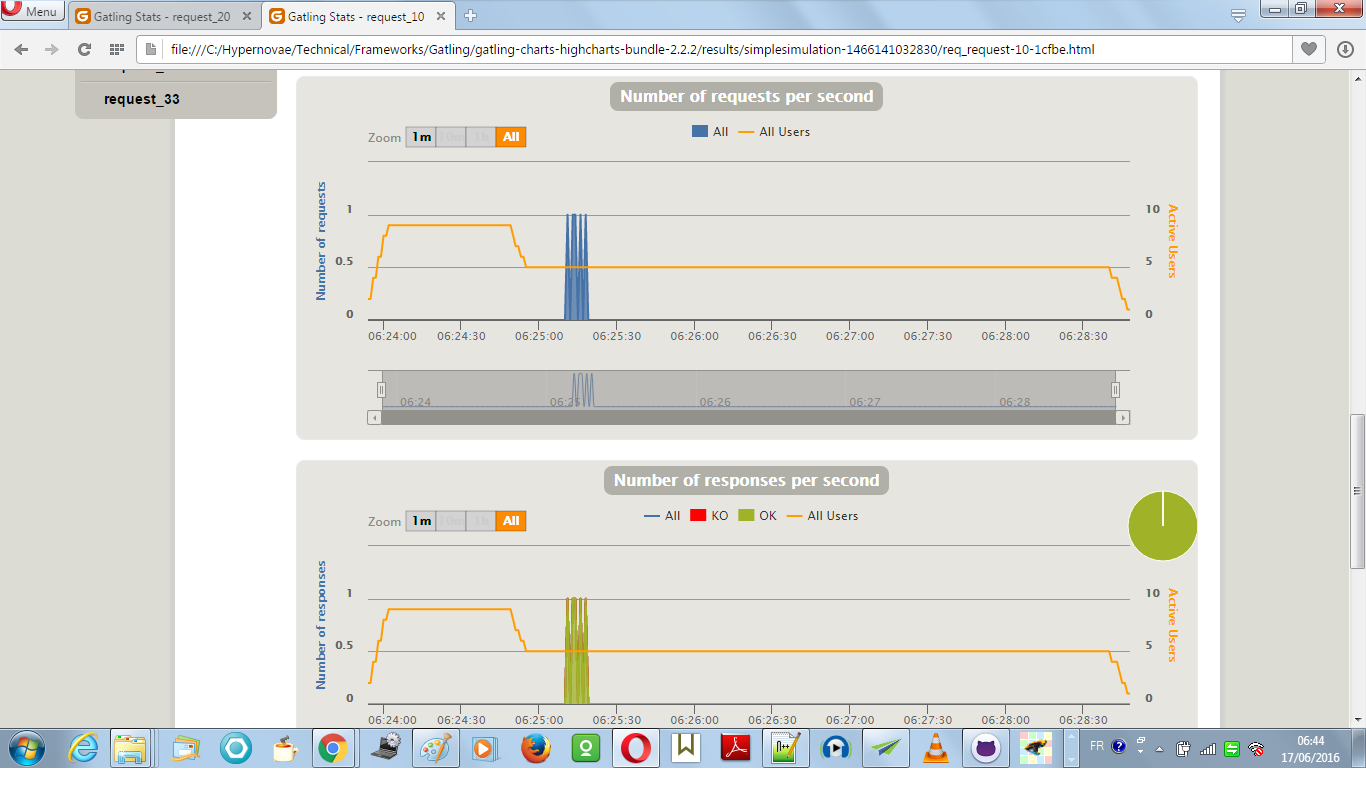 Menu
Gatling Stats - request_20
Gatling Stats - request_10
file:///C:/Hypernovae/Technical/Frameworks/Gatling/gatling-charts-highcharts-bundle-2.2.2/results/simplesimulation-1466141032830/req_request-10-1cfbe.html
request_33
Number of requests per second
Zoom 1m 10m 1h All
All All Users
Number of requests
1
0.5
0
10
5
0
Active Users
06:24:00 06:24:30 06:25:00 06:25:30 06:26:00 06:26:30 06:27:00 06:27:30 06:28:00 06:28:30
06:24 06:25 06:26 06:27 06:28
Number of responses per second
Zoom 1m 10m 1h All
All KO OK All Users
Number of responses
1
0.5
0
10
5
0
Active Users
06:24:00 06:24:30 06:25:00 06:25:30 06:26:00 06:26:30 06:27:00 06:27:30 06:28:00 06:28:30
FR
06:44
17/06/2016